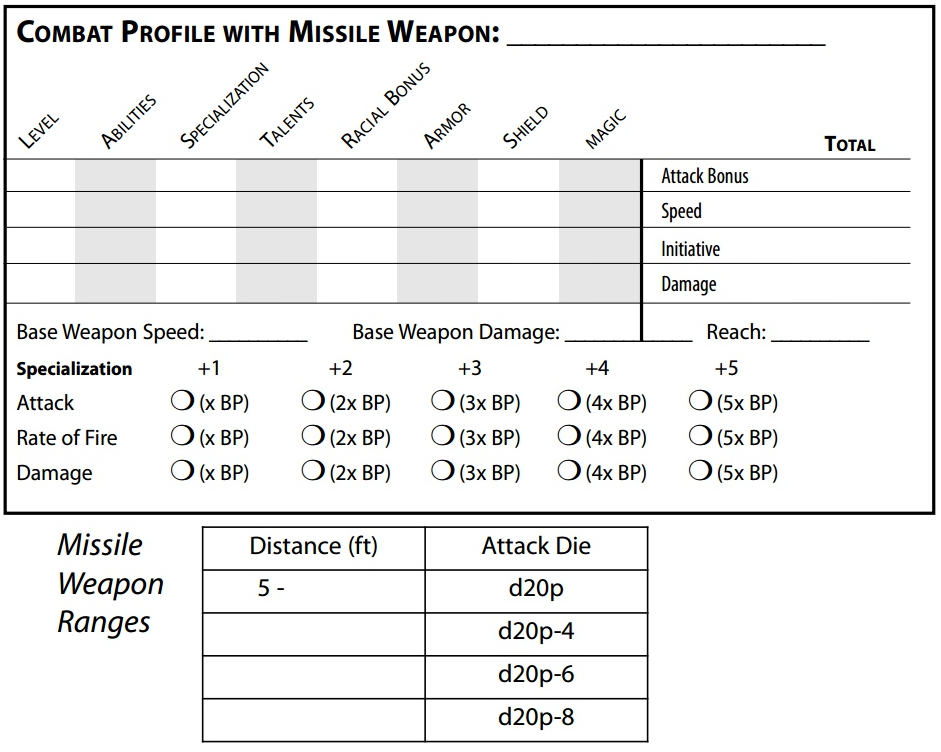 COMBAT PROFILE WITH MISSILE WEAPON: ______________________
LEVEL ABILITIES SPECIALIZATION TALENTS RACIAL BONUS ARMOR SHIELD MAGIC TOTAL
Attack Bonus
Speed
Initiative
Damage
Base Weapon Speed: _________ Base Weapon Damage: ____________ Reach: _________
Specialization +1 +2 +3 +4 +5
Attack ❍ (x BP) ❍ (2x BP) ❍ (3x BP) ❍ (4x BP) ❍ (5x BP)
Rate of Fire ❍ (x BP) ❍ (2x BP) ❍ (3x BP) ❍ (4x BP) ❍ (5x BP)
Damage ❍ (x BP) ❍ (2x BP) ❍ (3x BP) ❍ (4x BP) ❍ (5x BP)
Missile Weapon Ranges
Distance (ft) Attack Die
5 - d20p
d20p-4
d20p-6
d20p-8